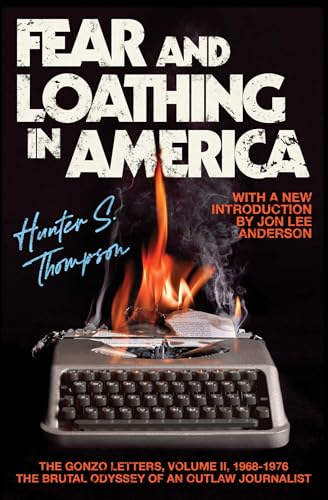 FEAR AND
LOATHING
IN AMERICA
WITH A NEW
INTRODUCTION
BY JON LEE
ANDERSON
Hunter S.
Thompson
THE GONZO LETTERS, VOLUME II, 1968-1976
THE BRUTAL ODYSSEY OF AN OUTLAW JOURNALIST